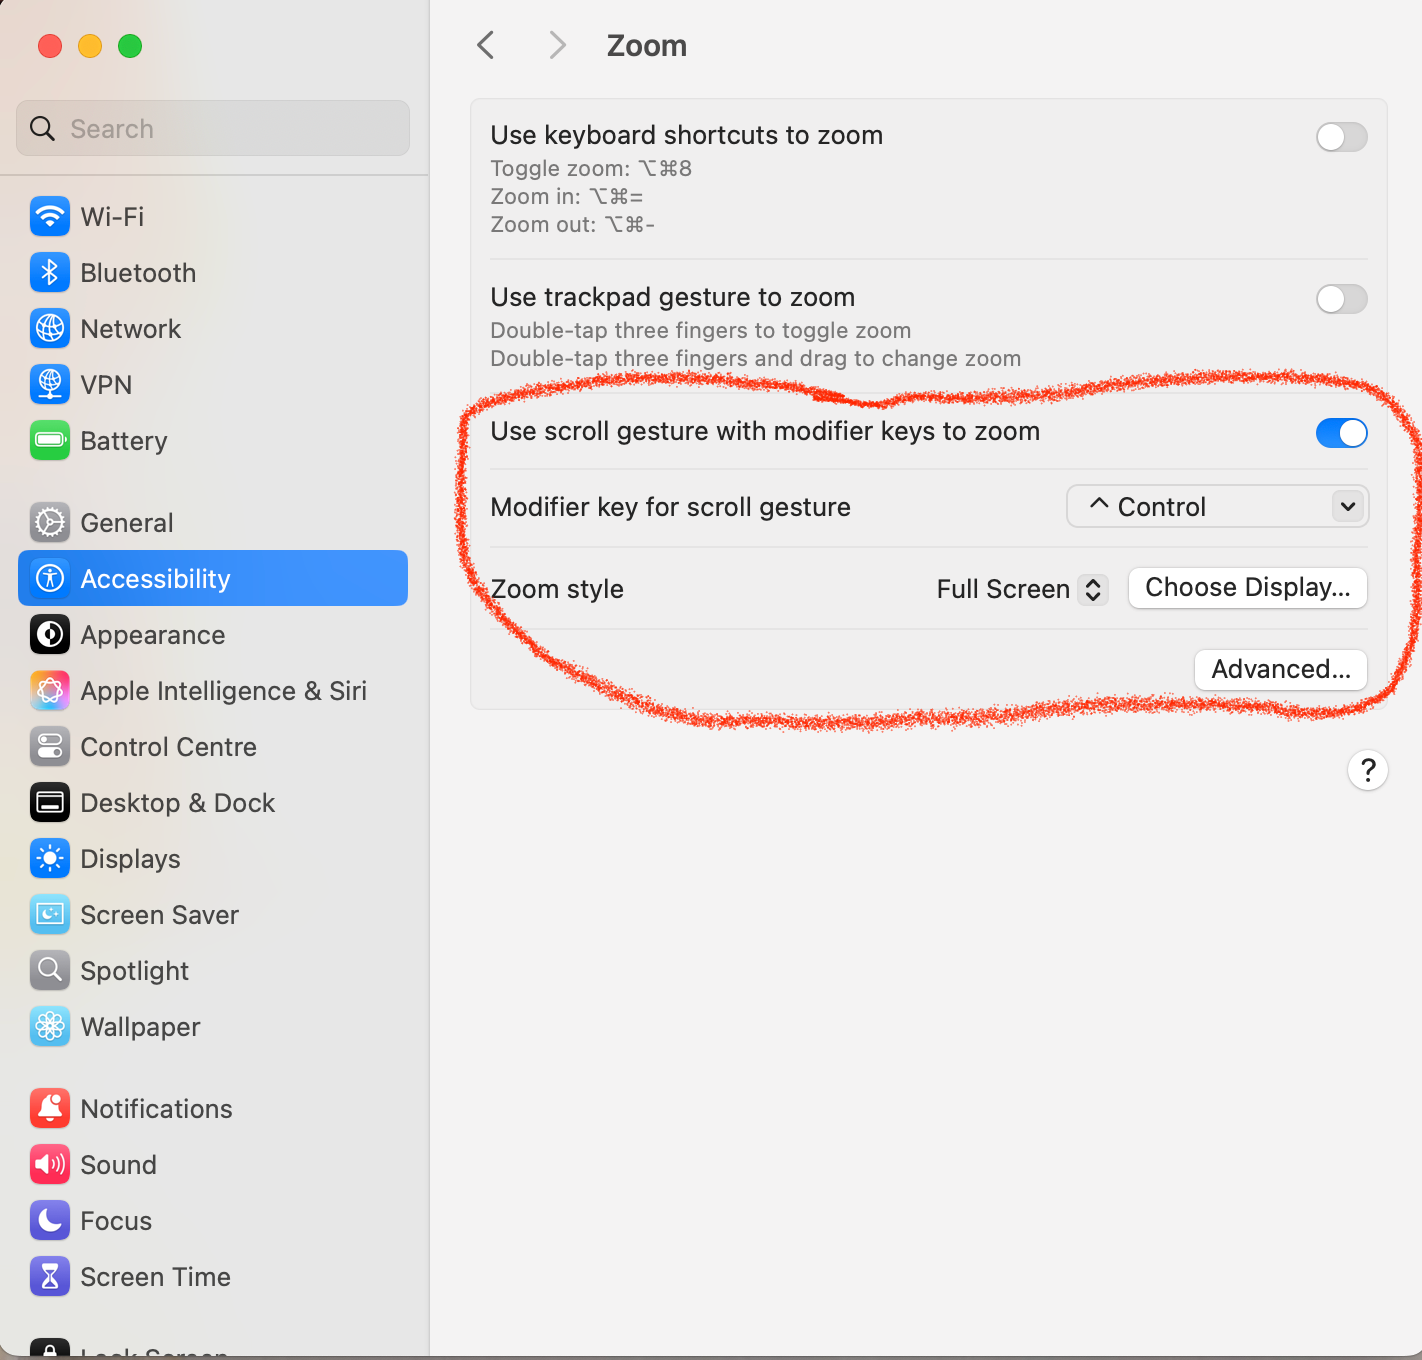 Zoom
Search
Wi-Fi
Bluetooth
Network
VPN
Battery
General
Accessibility
Appearance
Apple Intelligence & Siri
Control Centre
Desktop & Dock
Displays
Screen Saver
Spotlight
Wallpaper
Notifications
Sound
Focus
Screen Time
Lock Screen
Use keyboard shortcuts to zoom
Toggle zoom: ⌥⌘8
Zoom in: ⌥⌘=
Zoom out: ⌥⌘-
Use trackpad gesture to zoom
Double-tap three fingers to toggle zoom
Double-tap three fingers and drag to change zoom
Use scroll gesture with modifier keys to zoom
Modifier key for scroll gesture
^ Control
Zoom style
Full Screen
Choose Display...
Advanced...
?